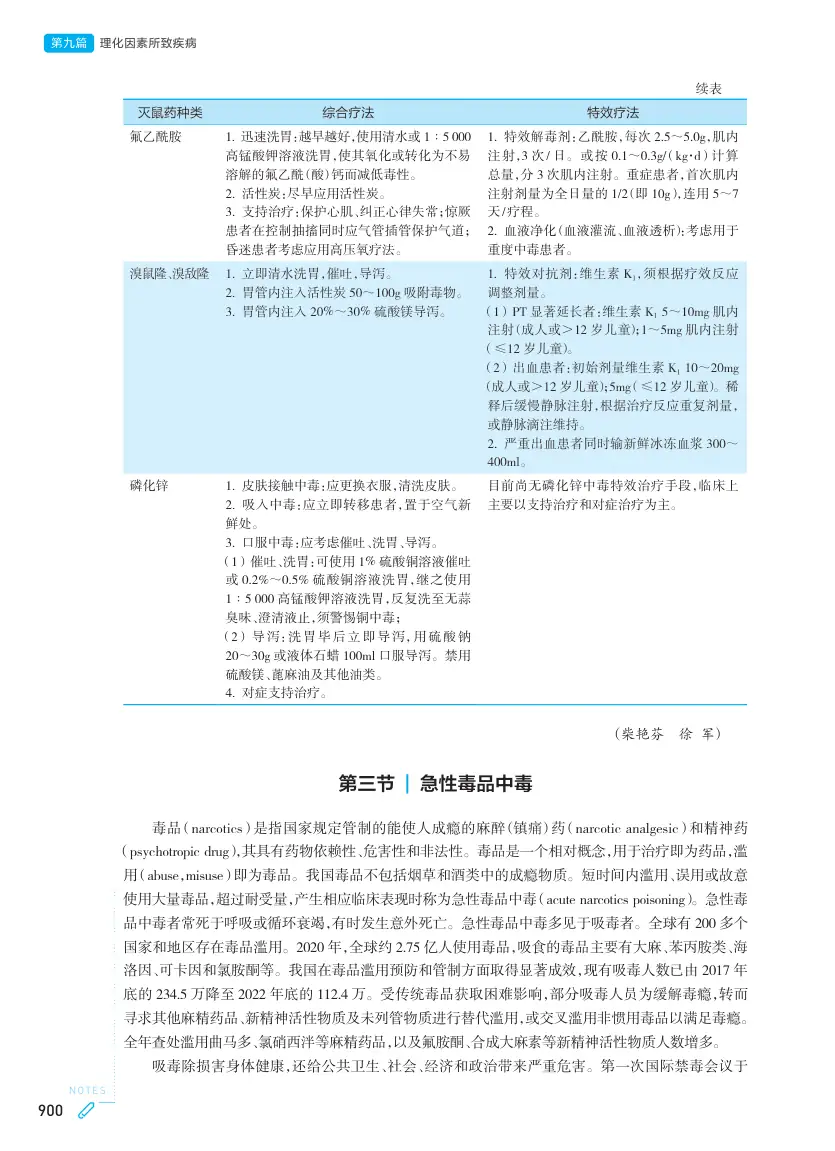 第九篇 理化因素所致疾病
续表
灭鼠药种类 综合疗法 特效疗法
氟乙酰胺
1. 迅速洗胃：越早越好，使用清水或 1∶5 000
高锰酸钾溶液洗胃，使其氧化或转化为不易
溶解的氟乙酰（酸）钙而减低毒性。
2. 活性炭：尽早应用活性炭。
3. 支持治疗：保护心肌、纠正心律失常；惊厥
患者在控制抽搐同时应气管插管保护气道；
昏迷患者考虑应用高压氧疗法。
1. 特效解毒剂：乙酰胺，每次 2.5～5.0g，肌内
注射，3 次 / 日。或按 0.1～0.3g/（kg·d）计算
总量，分 3 次肌内注射。重症患者，首次肌内
注射剂量为全日量的 1/2（即 10g），连用 5～7
天/疗程。
2. 血液净化（血液灌流、血液透析）：考虑用于
重度中毒患者。
溴鼠隆、溴敌隆
1. 立即清水洗胃，催吐，导泻。
2. 胃管内注入活性炭 50～100g 吸附毒物。
3. 胃管内注入 20%～30% 硫酸镁导泻。
1. 特效对抗剂：维生素 K₁，须根据疗效反应
调整剂量。
（1）PT 显著延长者：维生素 K₁ 5～10mg 肌内
注射（成人或＞12 岁儿童）；1～5mg 肌内注射
（≤12 岁儿童）。
（2）出血患者：初始剂量维生素 K₁ 10～20mg
（成人或＞12 岁儿童）；5mg（≤12 岁儿童）。稀
释后缓慢静脉注射，根据治疗反应重复剂量，
或静脉滴注维持。
2. 严重出血患者同时输新鲜冰冻血浆 300～
400ml。
磷化锌
1. 皮肤接触中毒：应更换衣服，清洗皮肤。
2. 吸入中毒：应立即转移患者，置于空气新
鲜处。
3. 口服中毒：应考虑催吐、洗胃、导泻。
（1）催吐、洗胃：可使用 1% 硫酸铜溶液催吐
或 0.2%～0.5% 硫酸铜溶液洗胃，继之使用
1∶5 000 高锰酸钾溶液洗胃，反复洗至无蒜
臭味、澄清液止，须警惕铜中毒；
（2）导泻：洗胃毕后立即导泻，用硫酸钠
20～30g 或液体石蜡 100ml 口服导泻。禁用
硫酸镁、蓖麻油及其他油类。
4. 对症支持治疗。
目前尚无磷化锌中毒特效治疗手段，临床上
主要以支持治疗和对症治疗为主。
（柴艳芬 徐 军）
第三节 | 急性毒品中毒
毒品（narcotics）是指国家规定管制的能使人成瘾的麻醉（镇痛）药（narcotic analgesic）和精神药
（psychotropic drug），其具有药物依赖性、危害性和非法性。毒品是一个相对概念，用于治疗即为药品，滥
用（abuse，misuse）即为毒品。我国毒品不包括烟草和酒类中的成瘾物质。短时间内滥用、误用或故意
使用大量毒品，超过耐受量，产生相应临床表现时称为急性毒品中毒（acute narcotics poisoning）。急性毒
品中毒者常死于呼吸或循环衰竭，有时发生意外死亡。急性毒品中毒多见于吸毒者。全球有 200 多个
国家和地区存在毒品滥用。2020 年，全球约 2.75 亿人使用毒品，吸食的毒品主要有大麻、苯丙胺类、海
洛因、可卡因和氯胺酮等。我国在毒品滥用预防和管制方面取得显著成效，现有吸毒人数已由 2017 年
底的 234.5 万降至 2022 年底的 112.4 万。受传统毒品获取困难影响，部分吸毒人员为缓解毒瘾，转而
寻求其他麻精药品、新精神活性物质及未列管物质进行替代滥用，或交叉滥用非惯用毒品以满足毒瘾。
全年查处滥用曲马多、氯硝西泮等麻精药品，以及氟胺酮、合成大麻素等新精神活性物质人数增多。
吸毒除损害身体健康，还给公共卫生、社会、经济和政治带来严重危害。第一次国际禁毒会议于
NOTES
900